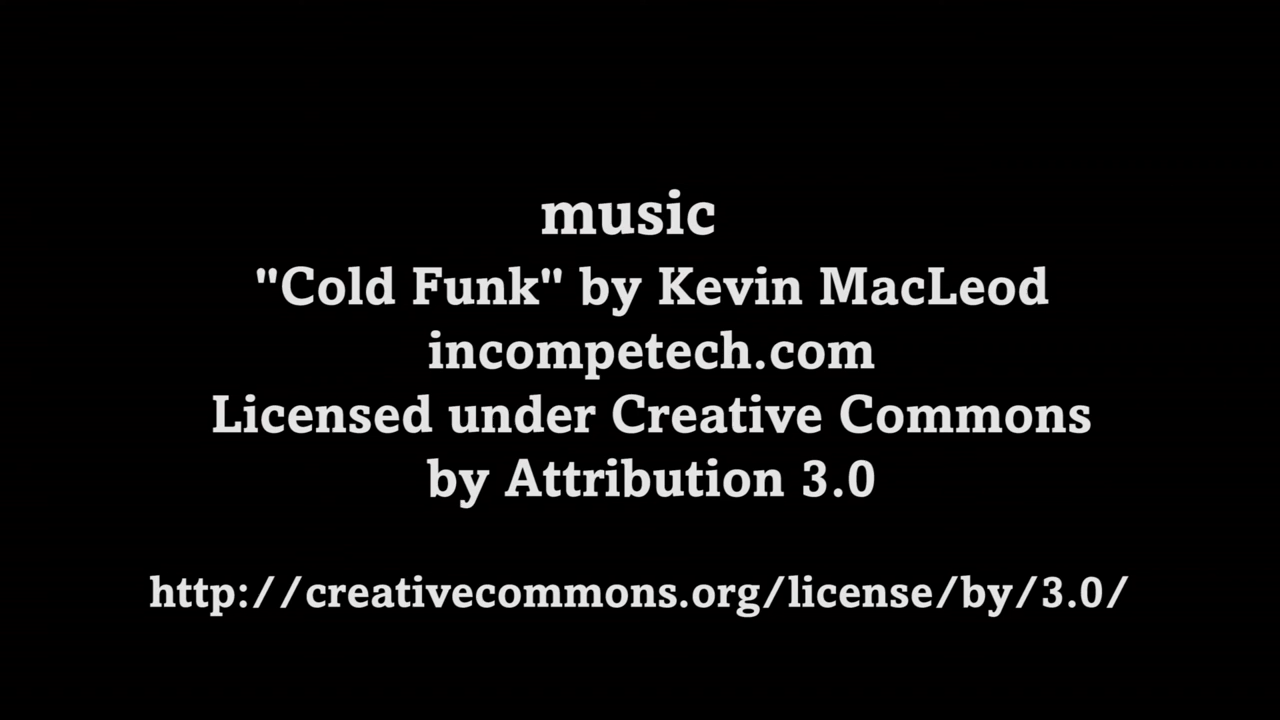 music
"Cold Funk" by Kevin MacLeod
incompetech.com
Licensed under Creative Commons
by Attribution 3.0
http://creativecommons.org/license/by/3.0/